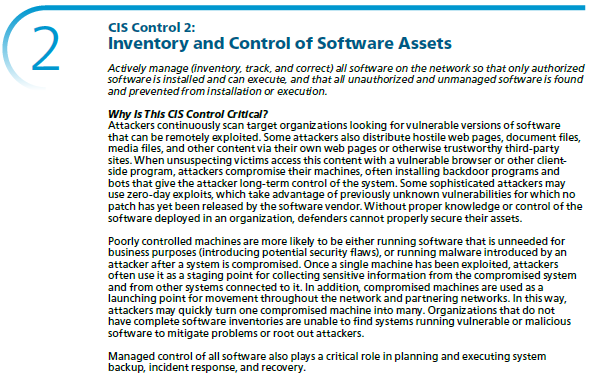 2
CIS Control 2:
Inventory and Control of Software Assets
Actively manage (inventory, track, and correct) all software on the network so that only authorized
software is installed and can execute, and that all unauthorized and unmanaged software is found
and prevented from installation or execution.
Why Is This CIS Control Critical?
Attackers continuously scan target organizations looking for vulnerable versions of software
that can be remotely exploited. Some attackers also distribute hostile web pages, document files,
media files, and other content via their own web pages or otherwise trustworthy third-party
sites. When unsuspecting victims access this content with a vulnerable browser or other client-
side program, attackers compromise their machines, often installing backdoor programs and
bots that give the attacker long-term control of the system. Some sophisticated attackers may
use zero-day exploits, which take advantage of previously unknown vulnerabilities for which no
patch has yet been released by the software vendor. Without proper knowledge or control of the
software deployed in an organization, defenders cannot properly secure their assets.
Poorly controlled machines are more likely to be either running software that is unneeded for
business purposes (introducing potential security flaws), or running malware introduced by an
attacker after a system is compromised. Once a single machine has been exploited, attackers
often use it as a staging point for collecting sensitive information from the compromised system
and from other systems connected to it. In addition, compromised machines are used as a
launching point for movement throughout the network and partnering networks. In this way,
attackers may quickly turn one compromised machine into many. Organizations that do not
have complete software inventories are unable to find systems running vulnerable or malicious
software to mitigate problems or root out attackers.
Managed control of all software also plays a critical role in planning and executing system
backup, incident response, and recovery.